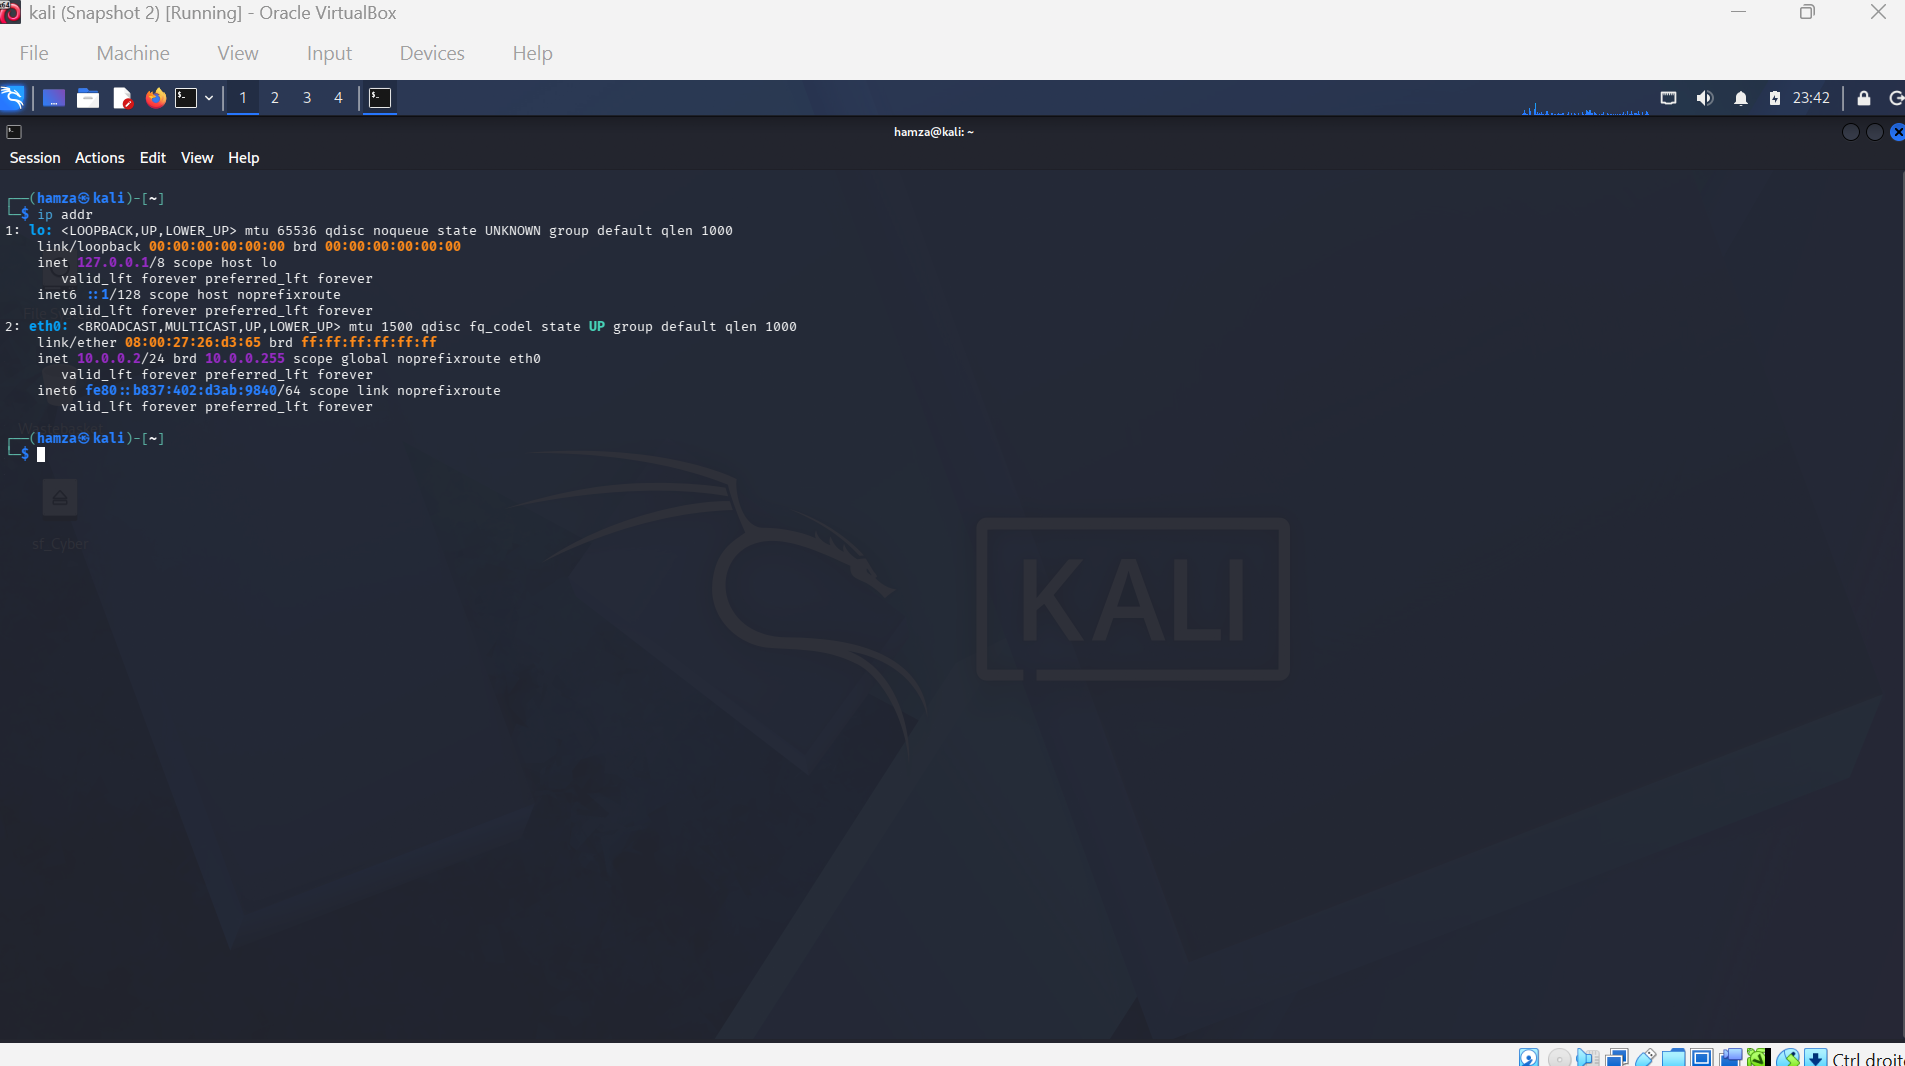 kali (Snapshot 2) [Running] - Oracle VirtualBox
File Machine View Input Devices Help
1 2 3 4 23:42
hamza@kali: ~
Session Actions Edit View Help
┌──(hamza㉿kali)-[~]
└─$ ip addr
1: lo: <LOOPBACK,UP,LOWER_UP> mtu 65536 qdisc noqueue state UNKNOWN group default qlen 1000
link/loopback 00:00:00:00:00:00 brd 00:00:00:00:00:00
inet 127.0.0.1/8 scope host lo
valid_lft forever preferred_lft forever
inet6 ::1/128 scope host noprefixroute
valid_lft forever preferred_lft forever
2: eth0: <BROADCAST,MULTICAST,UP,LOWER_UP> mtu 1500 qdisc fq_codel state UP group default qlen 1000
link/ether 08:00:27:26:d3:65 brd ff:ff:ff:ff:ff:ff
inet 10.0.0.2/24 brd 10.0.0.255 scope global noprefixroute eth0
valid_lft forever preferred_lft forever
inet6 fe80::b837:402:d3ab:9840/64 scope link noprefixroute
valid_lft forever preferred_lft forever
┌──(hamza㉿kali)-[~]
└─$
sf_Cyber
KALI
Ctrl droite